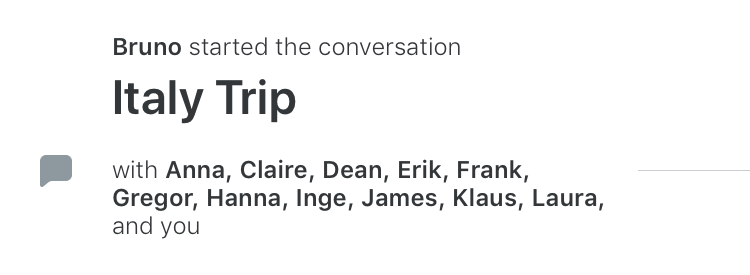 Bruno started the conversation
Italy Trip
with Anna, Claire, Dean, Erik, Frank,
Gregor, Hanna, Inge, James, Klaus, Laura,
and you